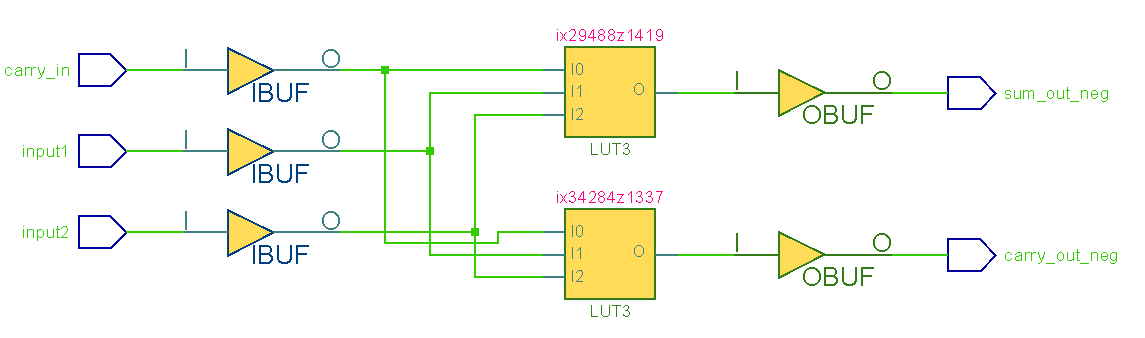 ix29488z1419
carry_in
I
O
IBUF
I0
I1
I2
O
LUT3
I
O
OBUF
sum_out_neg
input1
I
O
IBUF
input2
I
O
IBUF
ix34284z1337
I0
I1
I2
O
LUT3
I
O
OBUF
carry_out_neg